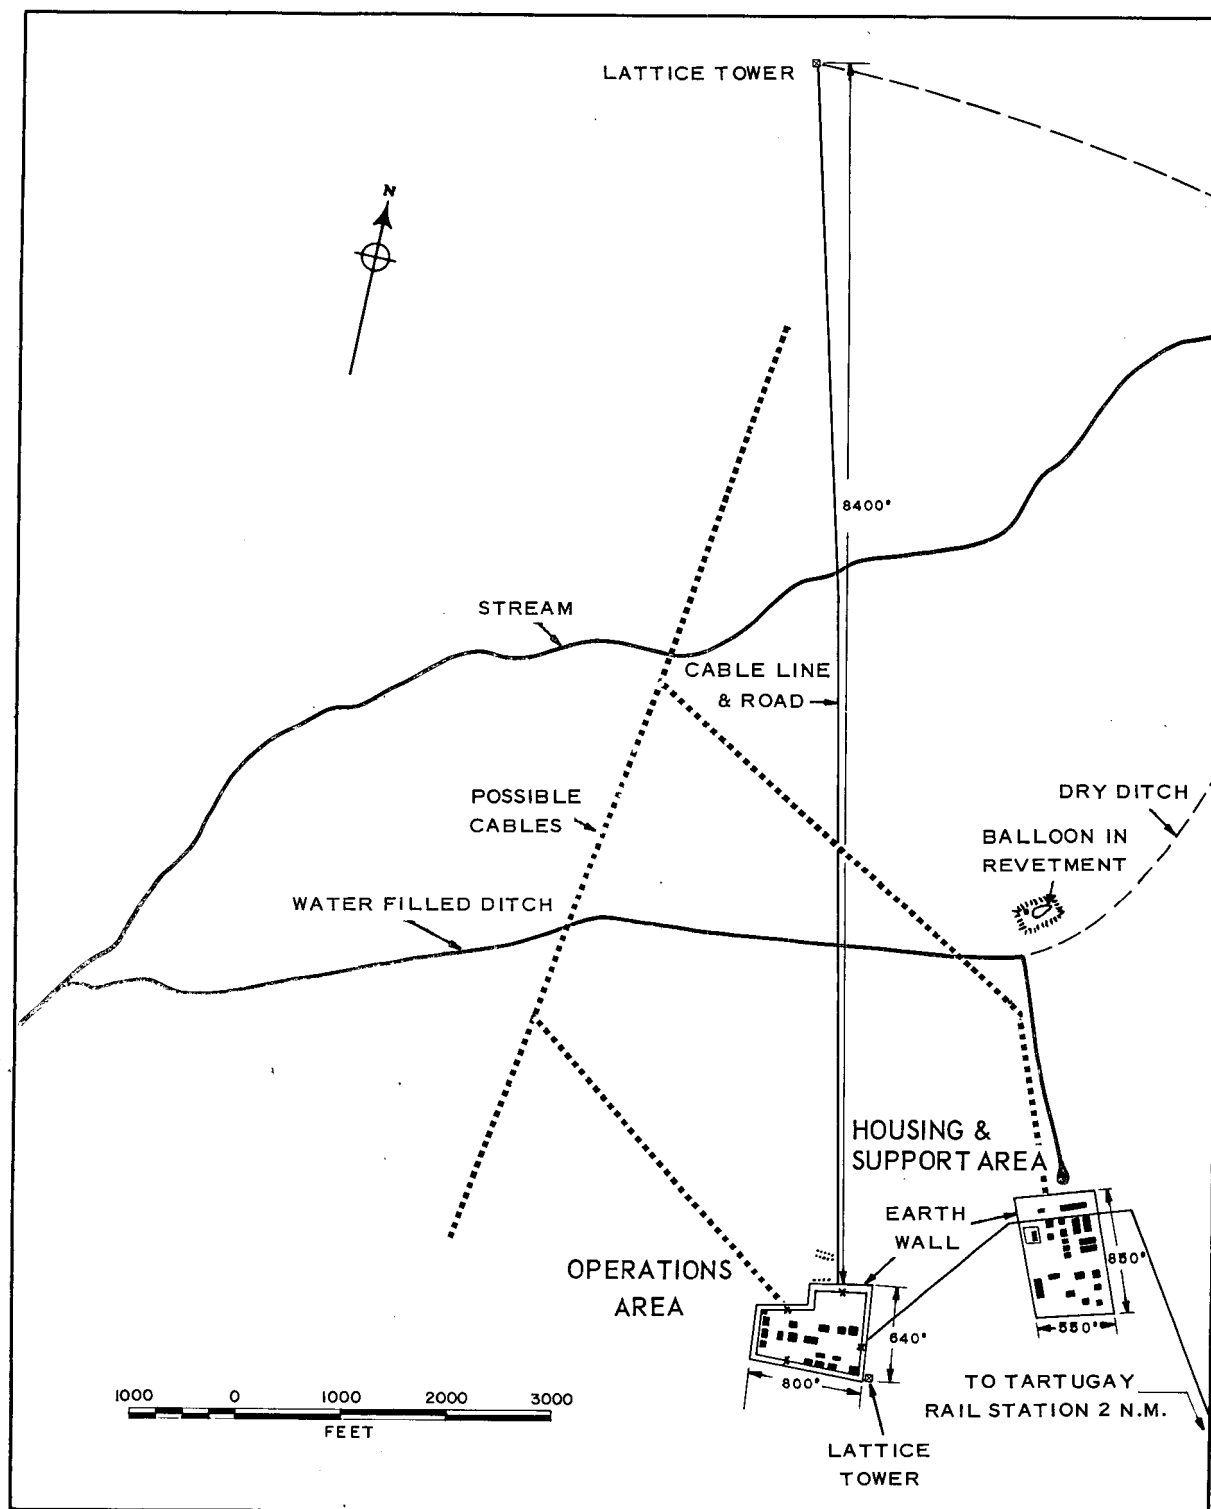 LATTICE TOWER
N
8400'
STREAM
CABLE LINE
& ROAD
POSSIBLE
CABLES
DRY DITCH
BALLOON IN
REVETMENT
WATER FILLED DITCH
HOUSING &
SUPPORT AREA
EARTH
WALL
850'
OPERATIONS
AREA
640'
550'
800'
1000 0 1000 2000 3000
FEET
TO TARTUGAY
RAIL STATION 2 N.M.
LATTICE
TOWER